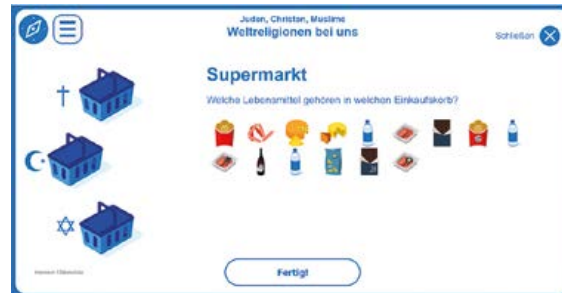 Juden, Christen, Muslime
Weltreligionen bei uns
Schließen
Supermarkt
Welche Lebensmittel gehören in welchen Einkaufskorb?
Fertig!